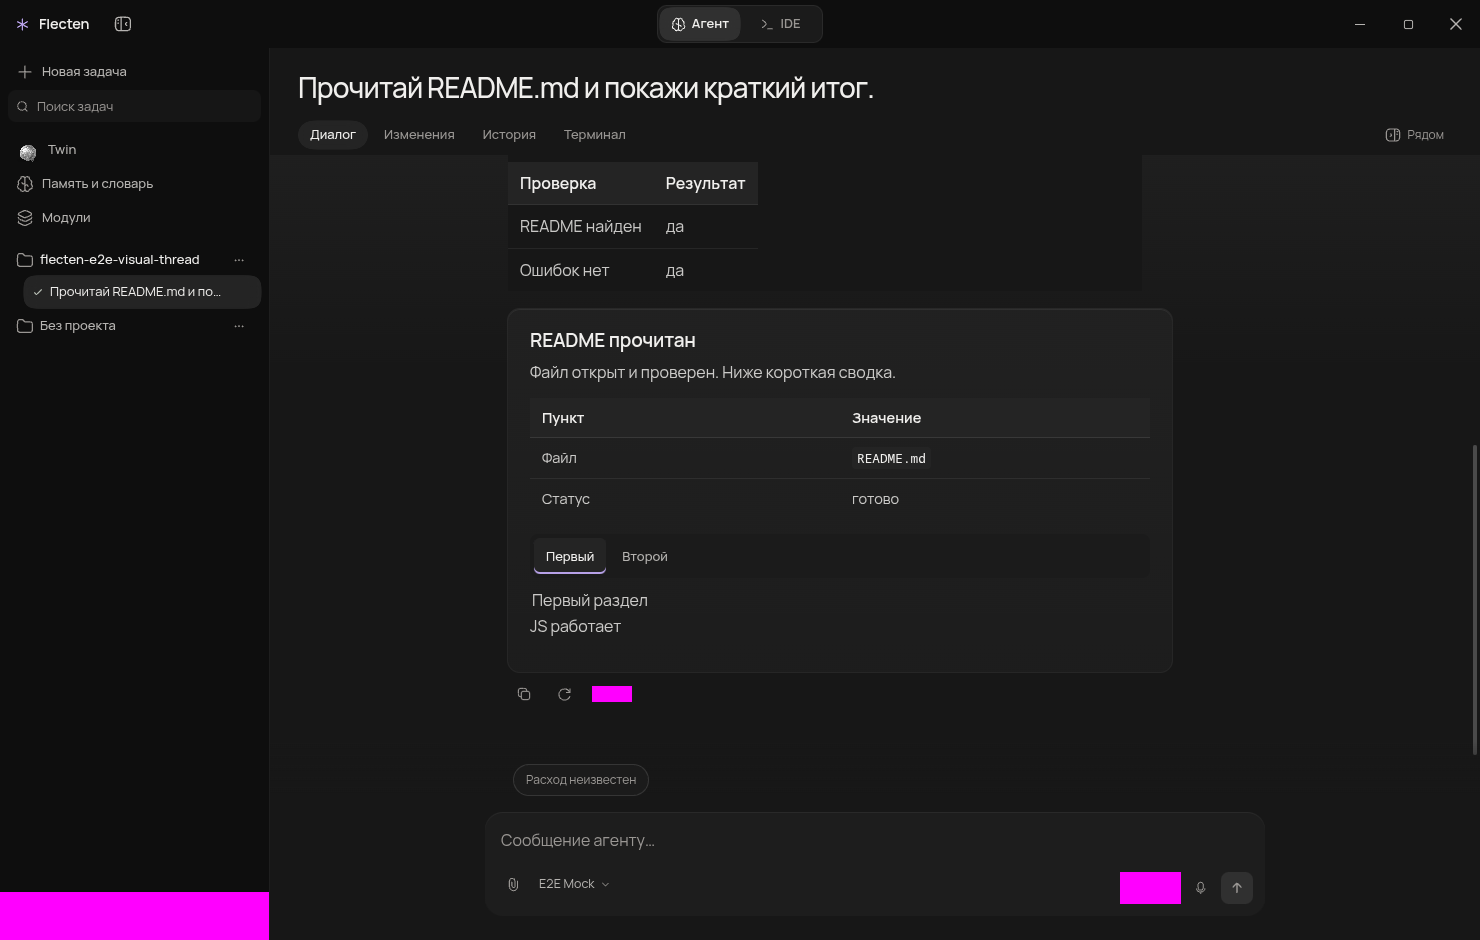 Flecten
Агент
IDE
Новая задача
Поиск задач
Twin
Память и словарь
Модули
flecten-e2e-visual-thread
Прочитай README.md и по...
Без проекта
Прочитай README.md и покажи краткий итог.
Диалог Изменения История Терминал
Рядом
Проверка Результат
README найден да
Ошибок нет да
README прочитан
Файл открыт и проверен. Ниже короткая сводка.
Пункт Значение
Файл README.md
Статус готово
Первый Второй
Первый раздел
JS работает
Расход неизвестен
Сообщение агенту...
E2E Mock